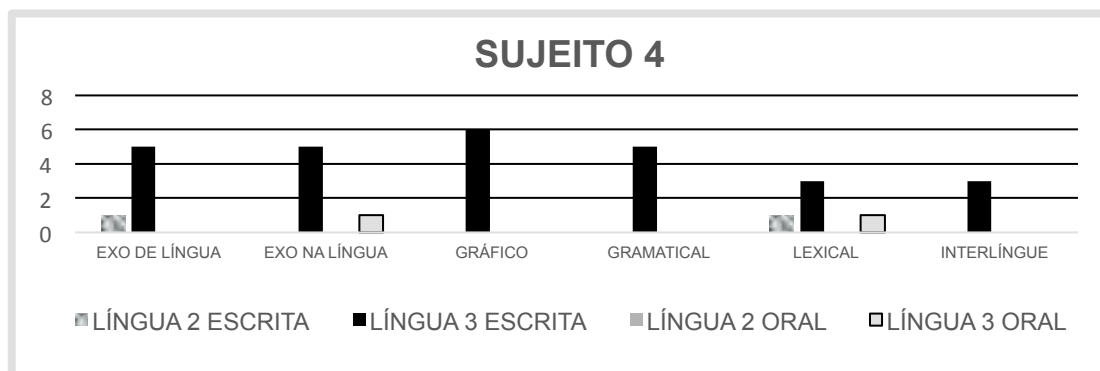 SUJEITO 4
8
6
4
2
0
EXO DE LÍNGUA EXO NA LÍNGUA GRÁFICO GRAMATICAL LEXICAL INTERLÍNGUE
LÍNGUA 2 ESCRITA LÍNGUA 3 ESCRITA LÍNGUA 2 ORAL LÍNGUA 3 ORAL